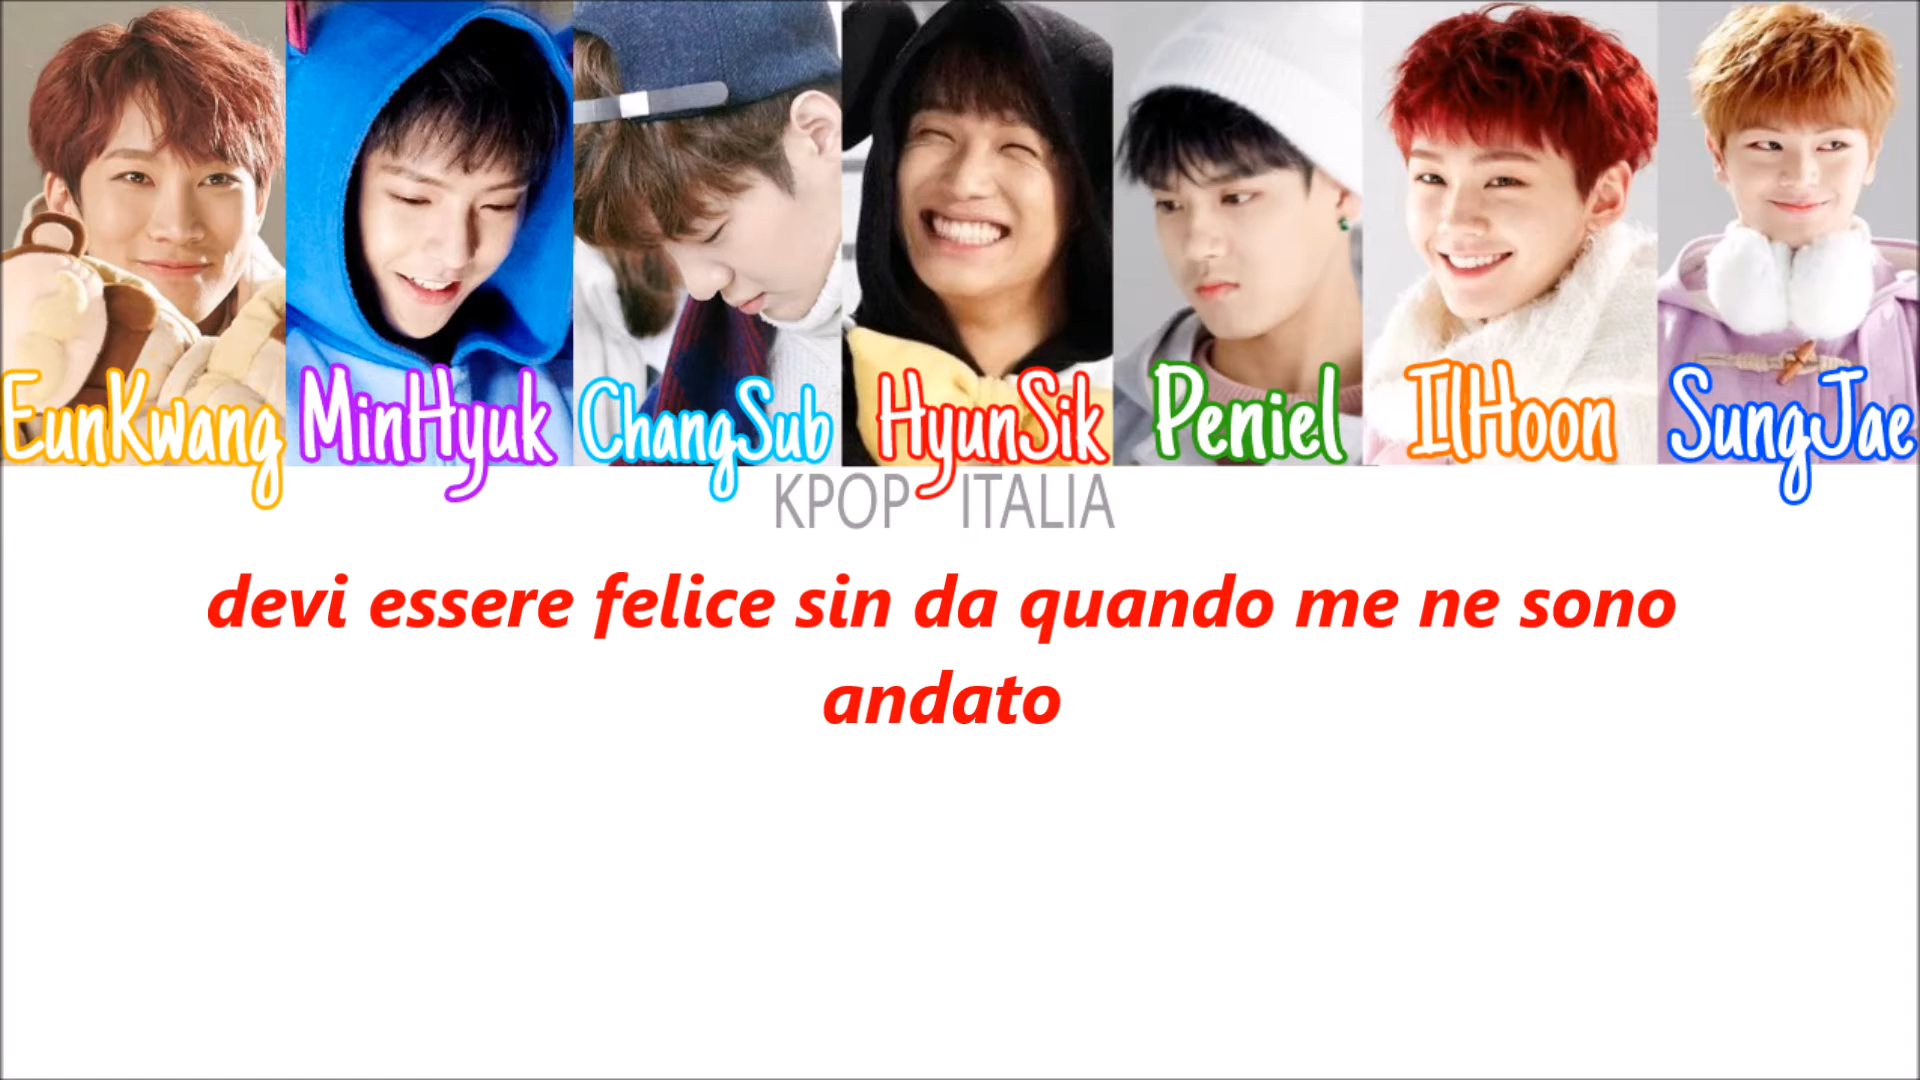 EunKwang MinHyuk ChangSub HyunSik Peniel IlHoon SungJae
KPOP ITALIA
devi essere felice sin da quando me ne sono
andato